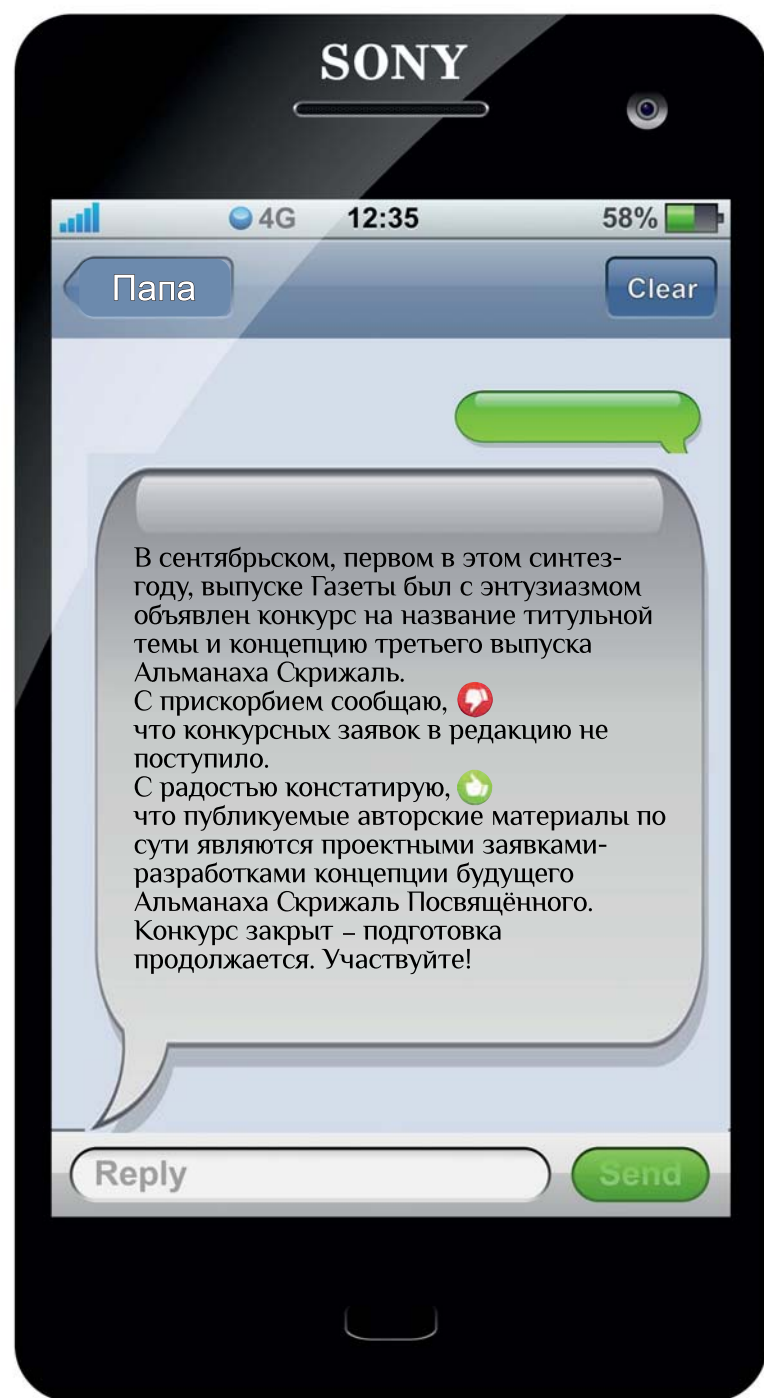 SONY
4G 12:35 58%
Папа Clear
В сентябрьском, первом в этом синтез-
году, выпуске Газеты был с энтузиазмом
объявлен конкурс на название титульной
темы и концепцию третьего выпуска
Альманаха Скрижаль.
С прискорбием сообщаю,
что конкурсных заявок в редакцию не
поступило.
С радостью констатирую,
что публикуемые авторские материалы по
сути являются проектными заявками-
разработками концепции будущего
Альманаха Скрижаль Посвящённого.
Конкурс закрыт – подготовка
продолжается. Участвуйте!
Reply Send